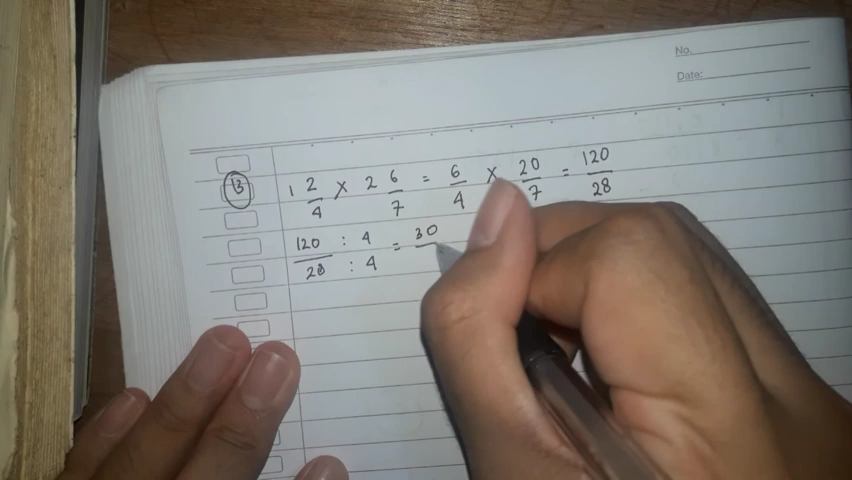 No.
Date:
13 1 2/4 x 2 6/7 = 6/4 x 20/7 = 120/28
120/28 : 4/4 = 30/